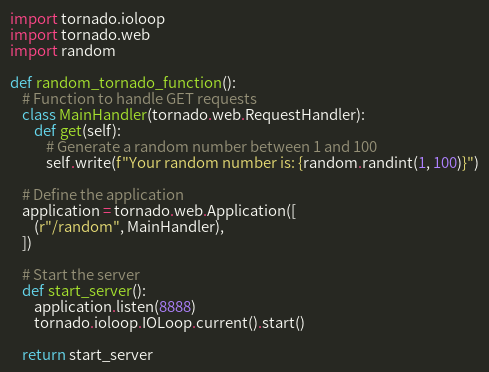 import tornado.ioloop
import tornado.web
import random

def random_tornado_function():
    # Function to handle GET requests
    class MainHandler(tornado.web.RequestHandler):
        def get(self):
            # Generate a random number between 1 and 100
            self.write(f"Your random number is: {random.randint(1, 100)}")

    # Define the application
    application = tornado.web.Application([
        (r"/random", MainHandler),
    ])

    # Start the server
    def start_server():
        application.listen(8888)
        tornado.ioloop.IOLoop.current().start()

    return start_server